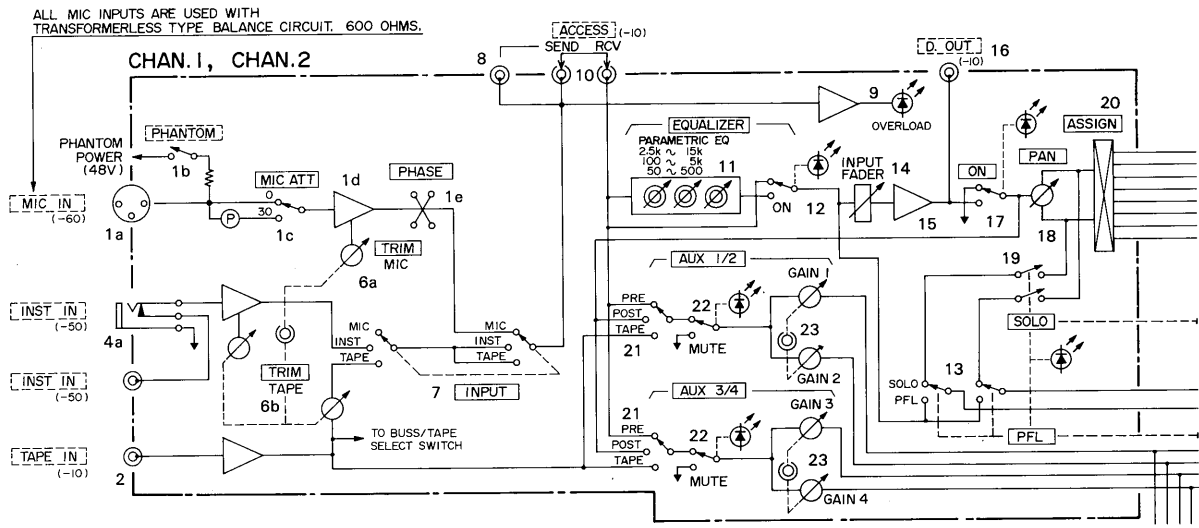 ALL MIC INPUTS ARE USED WITH
TRANSFORMERLESS TYPE BALANCE CIRCUIT. 600 OHMS.
CHAN.1, CHAN.2
8
ACCESS (-10)
SEND RCV
10
D. OUT
(-10)
16
9
OVERLOAD
20
ASSIGN
PHANTOM
PHANTOM
POWER
(48V)
1b
MIC ATT
0
30
1c
P
1d
PHASE
1e
MIC IN
(-60)
1a
TRIM
MIC
6a
EQUALIZER
PARAMETRIC EQ
2.5k ~ 15k
100 ~ 5k
50 ~ 500
11
ON
12
INPUT
FADER
14
15
ON
17
PAN
18
19
SOLO
INST IN
(-50)
4a
INST IN
(-50)
TRIM
TAPE
6b
MIC
INST
TAPE
7
INPUT
MIC
INST
TAPE
AUX 1/2
PRE
POST
TAPE
21
22
MUTE
GAIN 1
23
GAIN 2
13
SOLO
PFL
PFL
AUX 3/4
21
PRE
POST
TAPE
22
MUTE
GAIN 3
23
GAIN 4
TO BUSS/TAPE
SELECT SWITCH
TAPE IN
(-10)
2